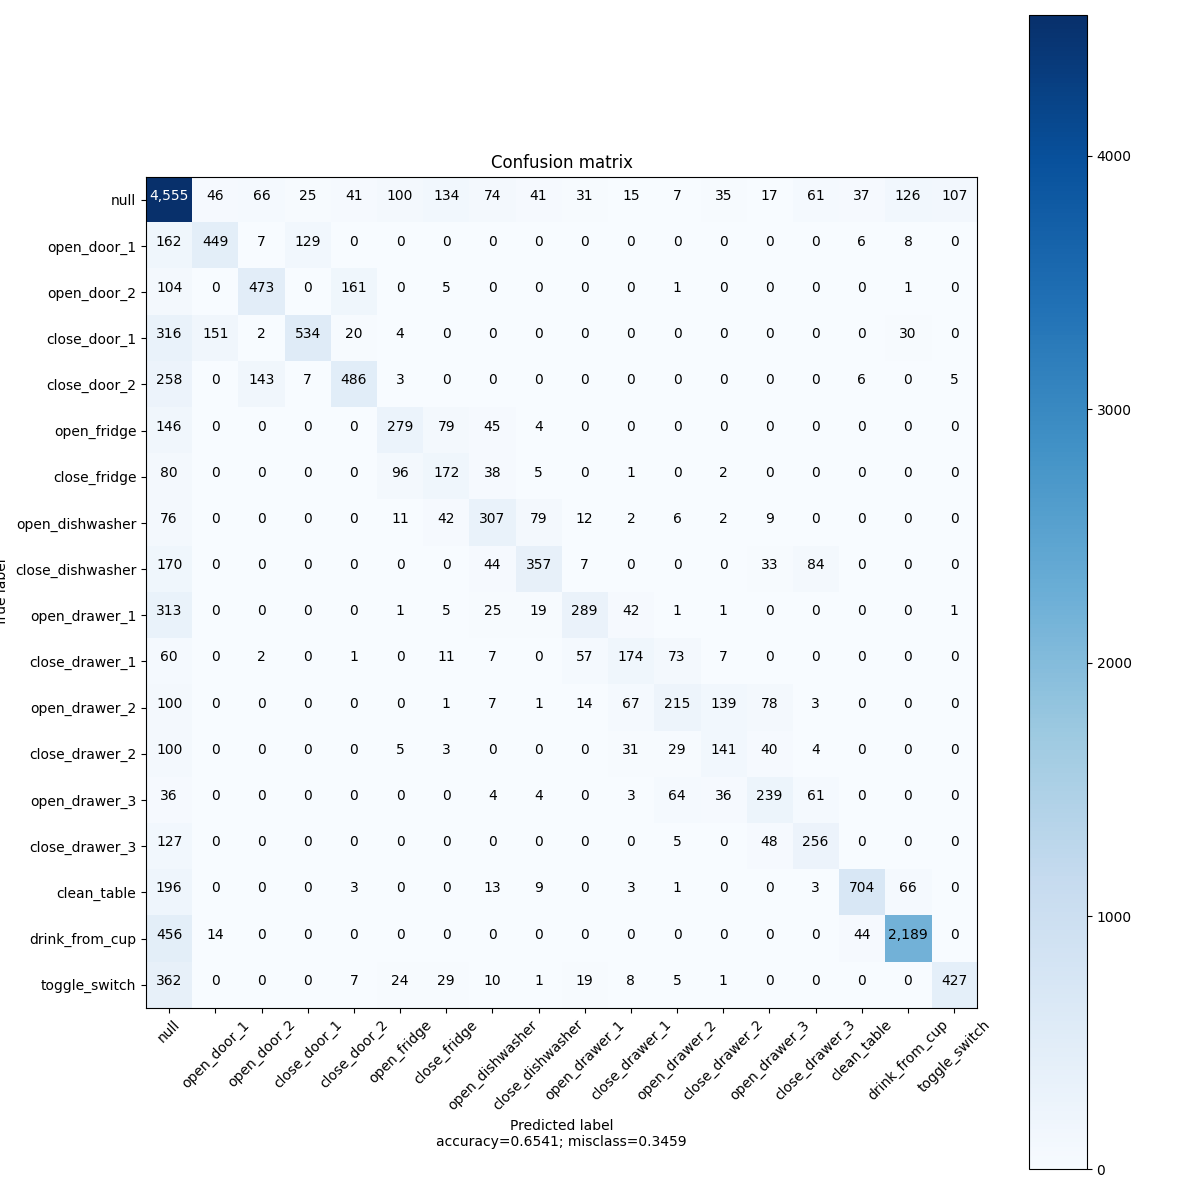 Confusion matrix
null 4,555 46 66 25 41 100 134 74 41 31 15 7 35 17 61 37 126 107
open_door_1 162 449 7 129 0 0 0 0 0 0 0 0 0 0 0 6 8 0
open_door_2 104 0 473 0 161 0 5 0 0 0 0 1 0 0 0 0 1 0
close_door_1 316 151 2 534 20 4 0 0 0 0 0 0 0 0 0 0 30 0
close_door_2 258 0 143 7 486 3 0 0 0 0 0 0 0 0 0 6 0 5
open_fridge 146 0 0 0 0 279 79 45 4 0 0 0 0 0 0 0 0 0
close_fridge 80 0 0 0 0 96 172 38 5 0 1 0 2 0 0 0 0 0
open_dishwasher 76 0 0 0 0 11 42 307 79 12 2 6 2 9 0 0 0 0
close_dishwasher 170 0 0 0 0 0 0 44 357 7 0 0 0 33 84 0 0 0
open_drawer_1 313 0 0 0 0 1 5 25 19 289 42 1 1 0 0 0 0 1
close_drawer_1 60 0 2 0 1 0 11 7 0 57 174 73 7 0 0 0 0 0
open_drawer_2 100 0 0 0 0 0 1 7 1 14 67 215 139 78 3 0 0 0
close_drawer_2 100 0 0 0 0 5 3 0 0 0 31 29 141 40 4 0 0 0
open_drawer_3 36 0 0 0 0 0 0 4 4 0 3 64 36 239 61 0 0 0
close_drawer_3 127 0 0 0 0 0 0 0 0 0 0 5 0 48 256 0 0 0
clean_table 196 0 0 0 3 0 0 13 9 0 3 1 0 0 3 704 66 0
drink_from_cup 456 14 0 0 0 0 0 0 0 0 0 0 0 0 0 44 2,189 0
toggle_switch 362 0 0 0 7 24 29 10 1 19 8 5 1 0 0 0 0 427
null open_door_1 open_door_2 close_door_1 close_door_2 open_fridge close_fridge open_dishwasher close_dishwasher open_drawer_1 close_drawer_1 open_drawer_2 close_drawer_2 open_drawer_3 close_drawer_3 clean_table drink_from_cup toggle_switch
Predicted label
accuracy=0.6541; misclass=0.3459
4000
3000
2000
1000
0